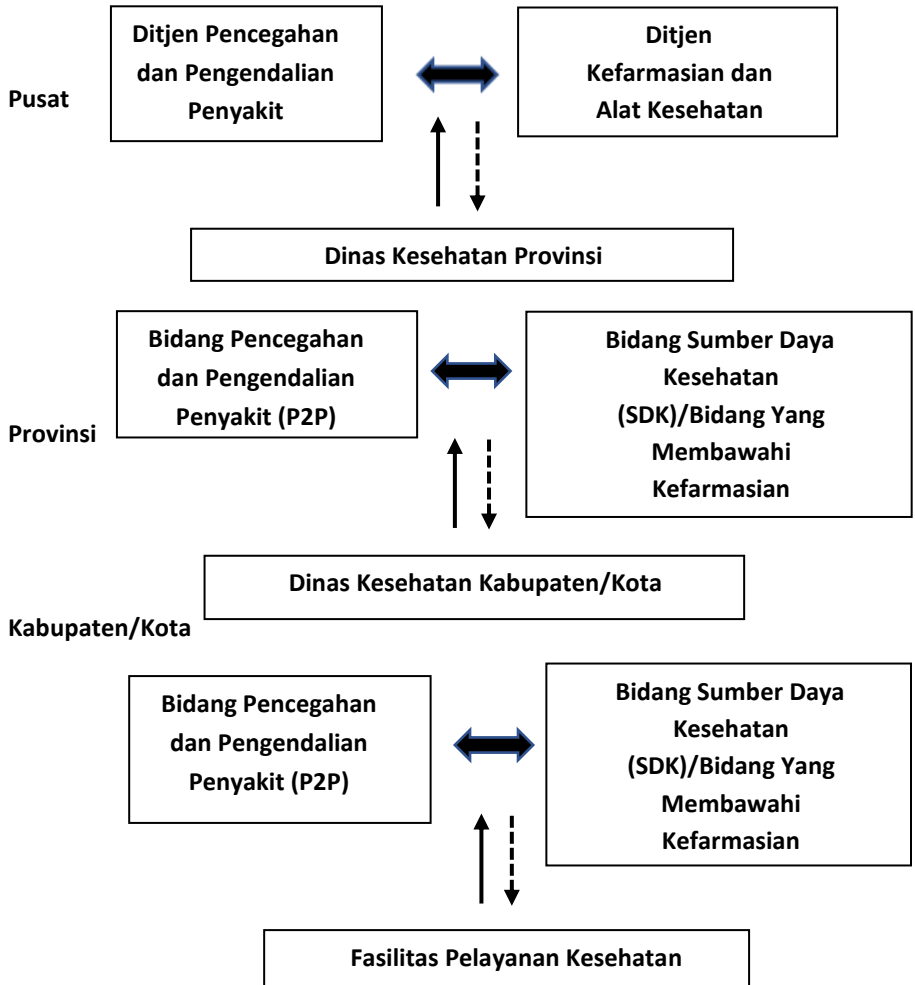 Ditjen Pencegahan
dan Pengendalian
Penyakit
Ditjen
Kefarmasian dan
Alat Kesehatan
Pusat
Dinas Kesehatan Provinsi
Bidang Pencegahan
dan Pengendalian
Penyakit (P2P)
Bidang Sumber Daya
Kesehatan
(SDK)/Bidang Yang
Membawahi
Kefarmasian
Provinsi
Dinas Kesehatan Kabupaten/Kota
Kabupaten/Kota
Bidang Pencegahan
dan Pengendalian
Penyakit (P2P)
Bidang Sumber Daya
Kesehatan
(SDK)/Bidang Yang
Membawahi
Kefarmasian
Fasilitas Pelayanan Kesehatan